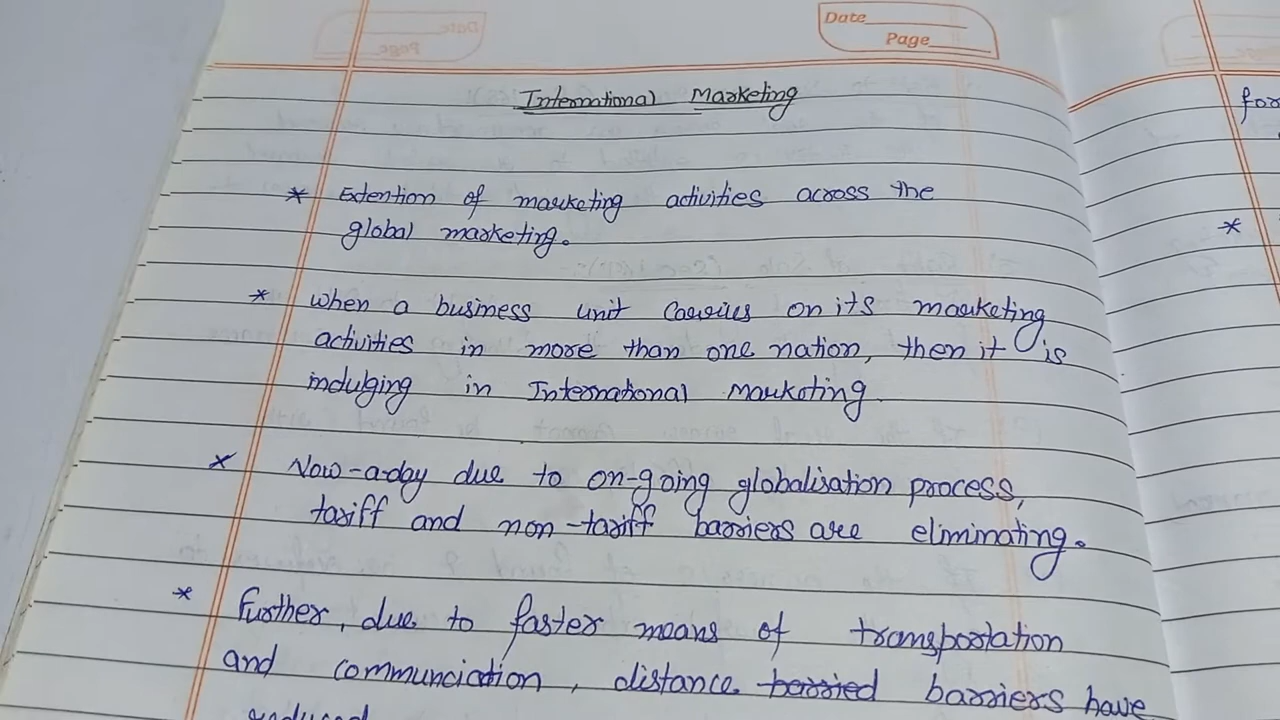 Date
Page
International Marketing
* Extention of marketing activities across the
global marketing.
* When a business unit carries on its marketing
activities in more than one nation, then it is
indulging in International Marketing.
* Now-a-day due to on-going globalisation process,
tariff and non-tariff barriers are eliminating.
* Further, due to faster means of transportation
and communciation, distance barried barriers have
reduced
for
*